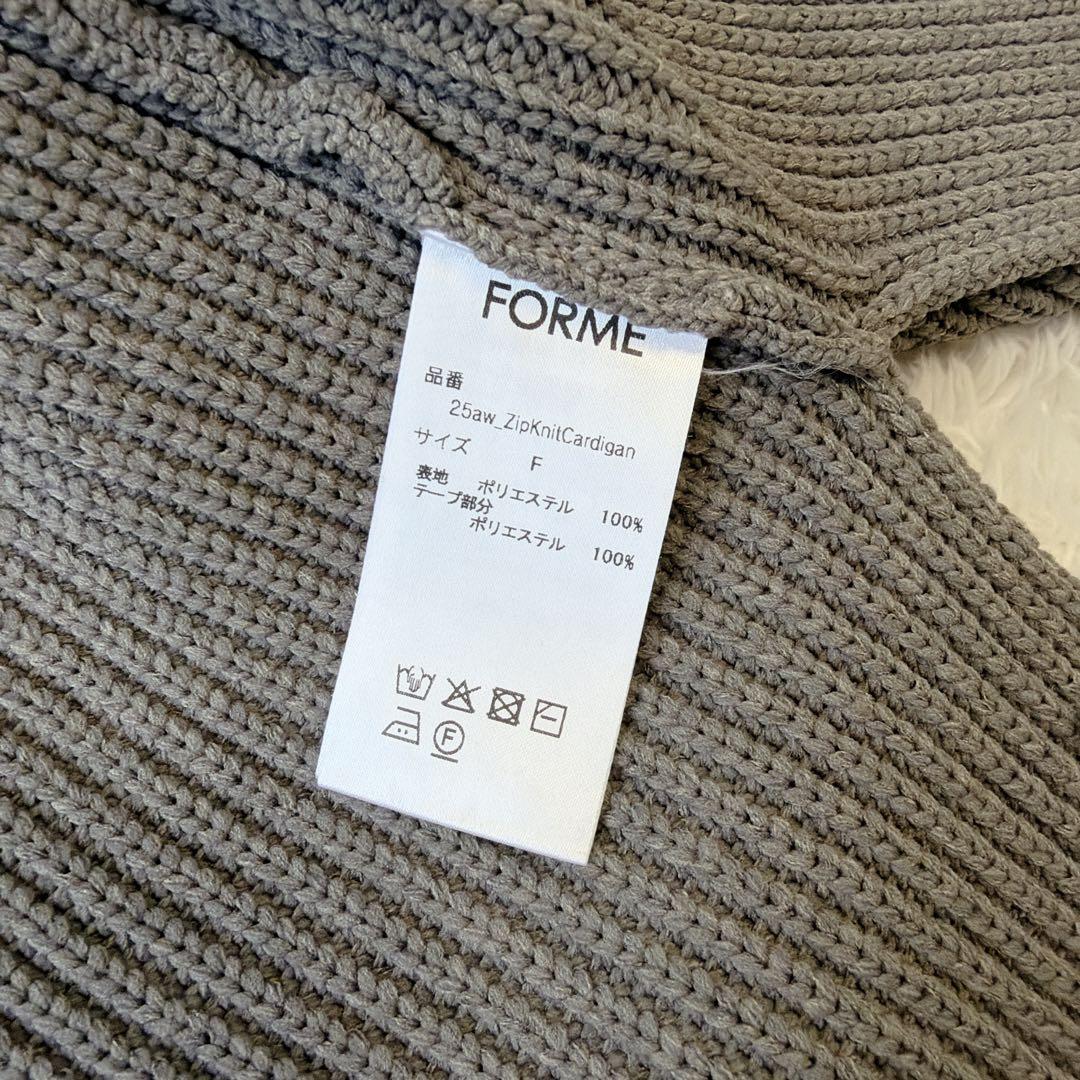 FORME
品番
25aw_ZipKnitCardigan
サイズ
F
表地 ポリエステル 100%
テープ部分
ポリエステル 100%
F